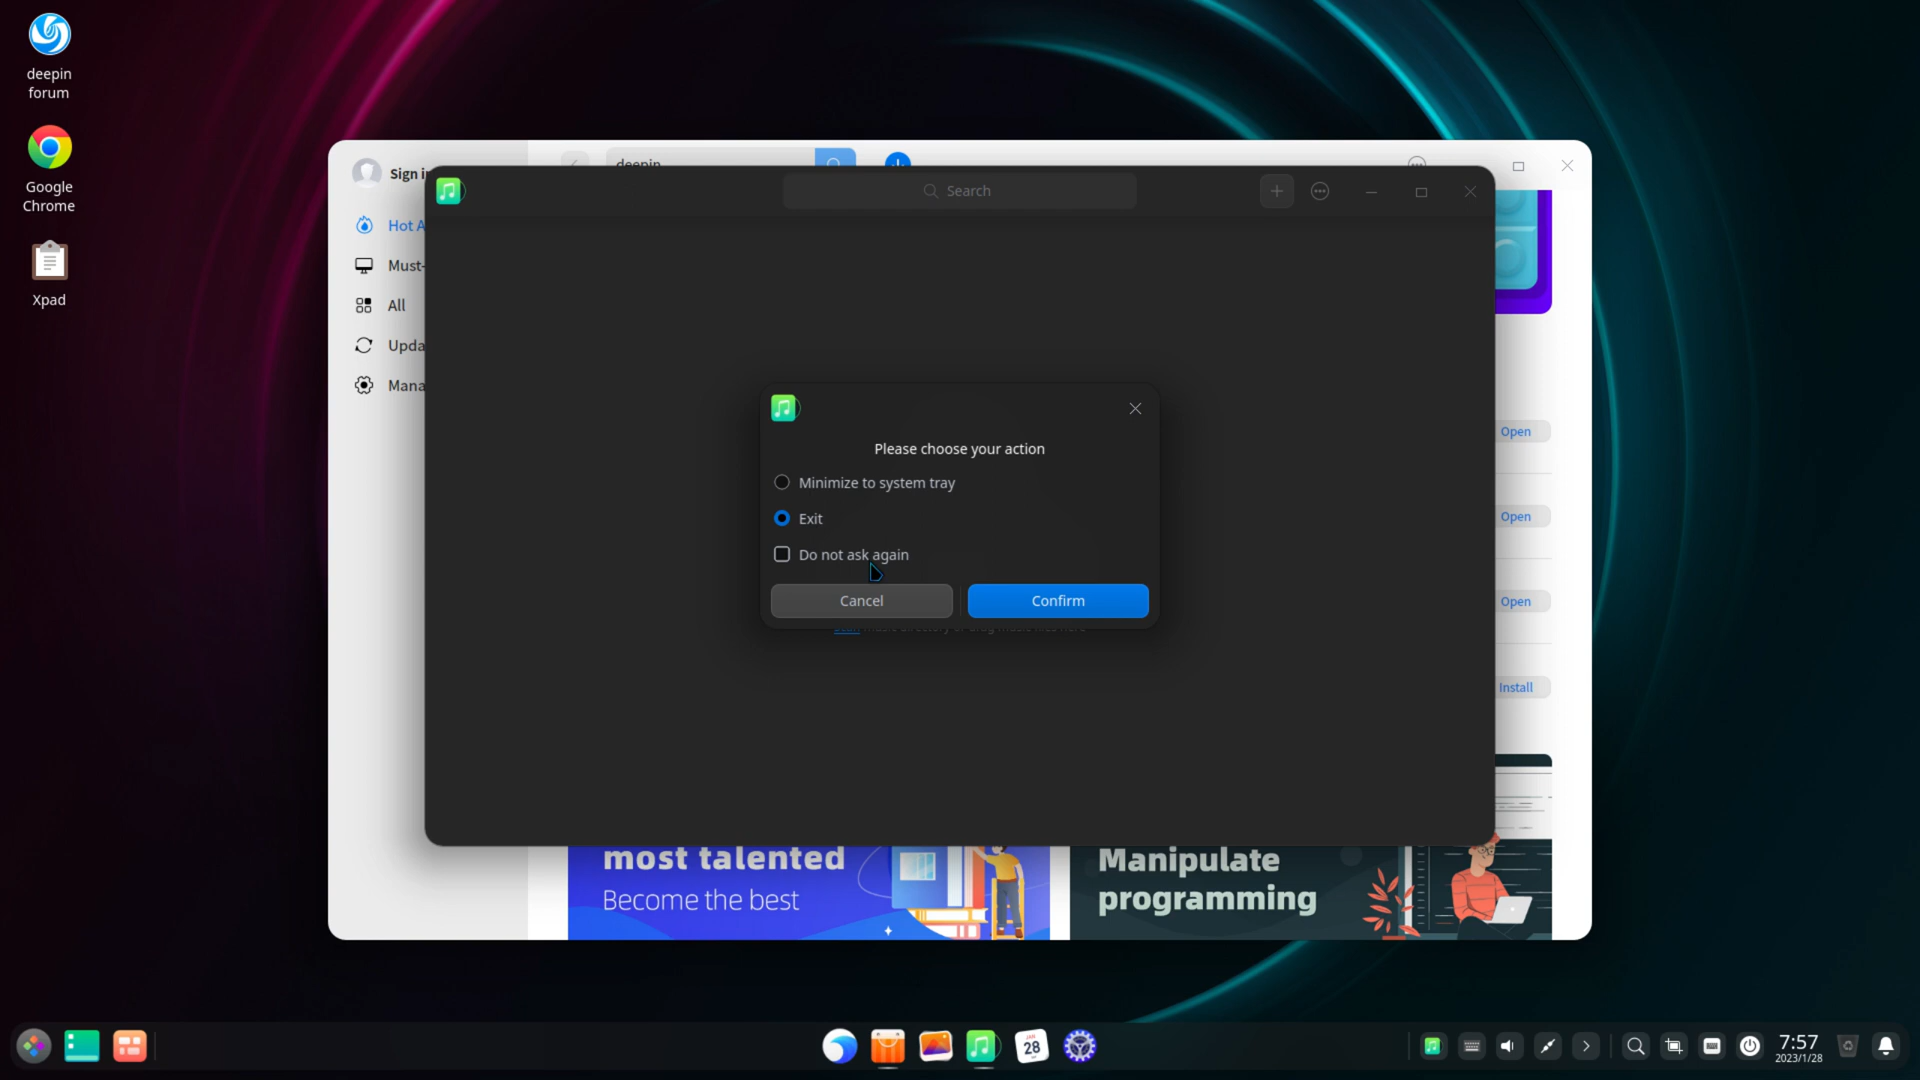 deepin
forum
Google
Chrome
Xpad
Sign i
Hot A
Must-
All
Upda
Mana
deepin
Search
Please choose your action
Minimize to system tray
Exit
Do not ask again
Cancel
Confirm
Open
Open
Open
Install
most talented
Become the best
Manipulate
programming
JAN
28
7:57
2023/1/28